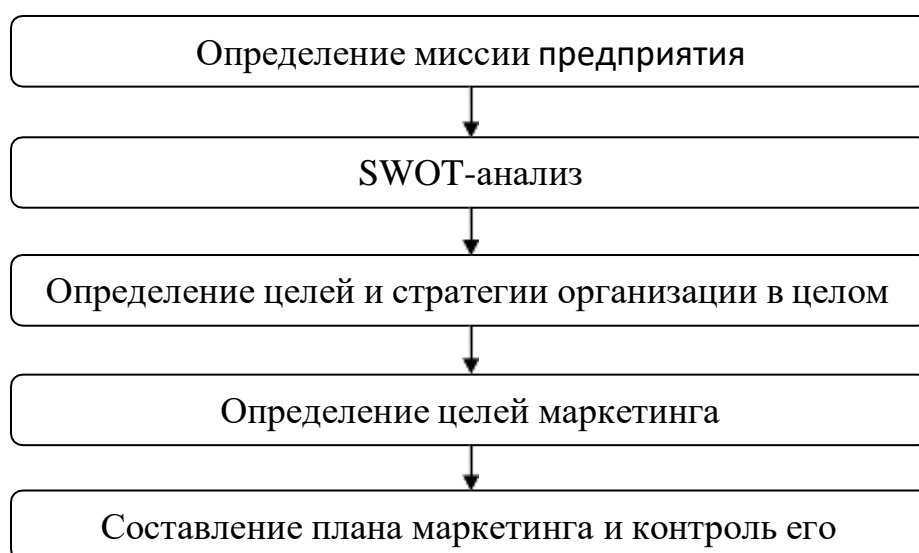 Определение миссии предприятия
SWOT-анализ
Определение целей и стратегии организации в целом
Определение целей маркетинга
Составление плана маркетинга и контроль его